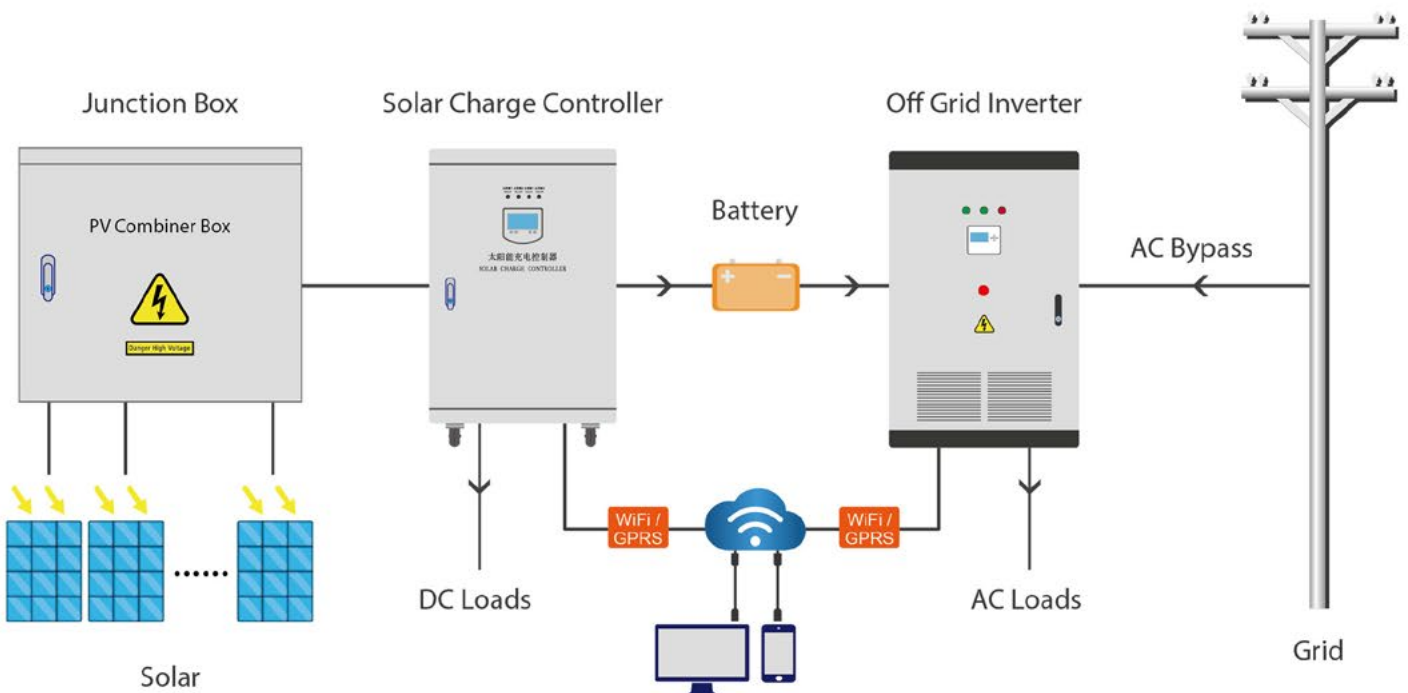 Junction Box
Solar Charge Controller
Off Grid Inverter
PV Combiner Box
Danger High Voltage
太阳能充电控制器
SOLAR CHARGE CONTROLLER
Battery
AC Bypass
WiFi /
GPRS
WiFi /
GPRS
DC Loads
AC Loads
Solar
Grid